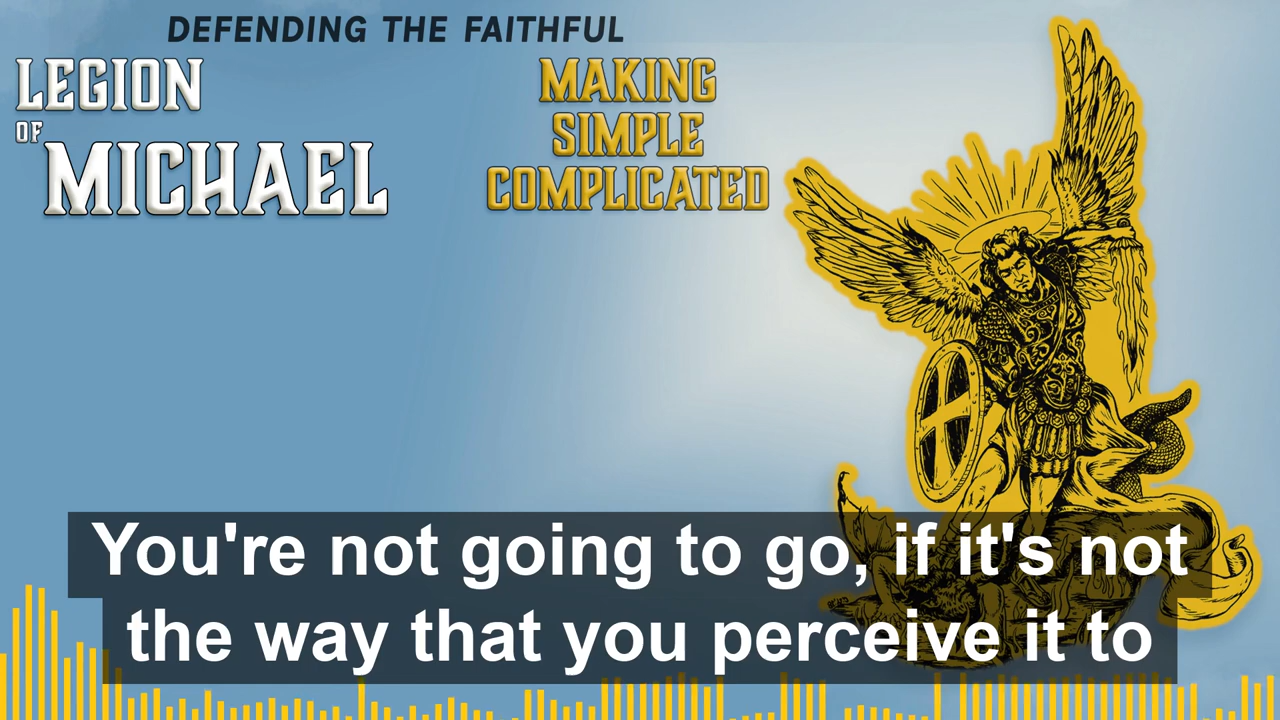 DEFENDING THE FAITHFUL
LEGION
OF
MICHAEL
MAKING
SIMPLE
COMPLICATED
You're not going to go, if it's not
the way that you perceive it to